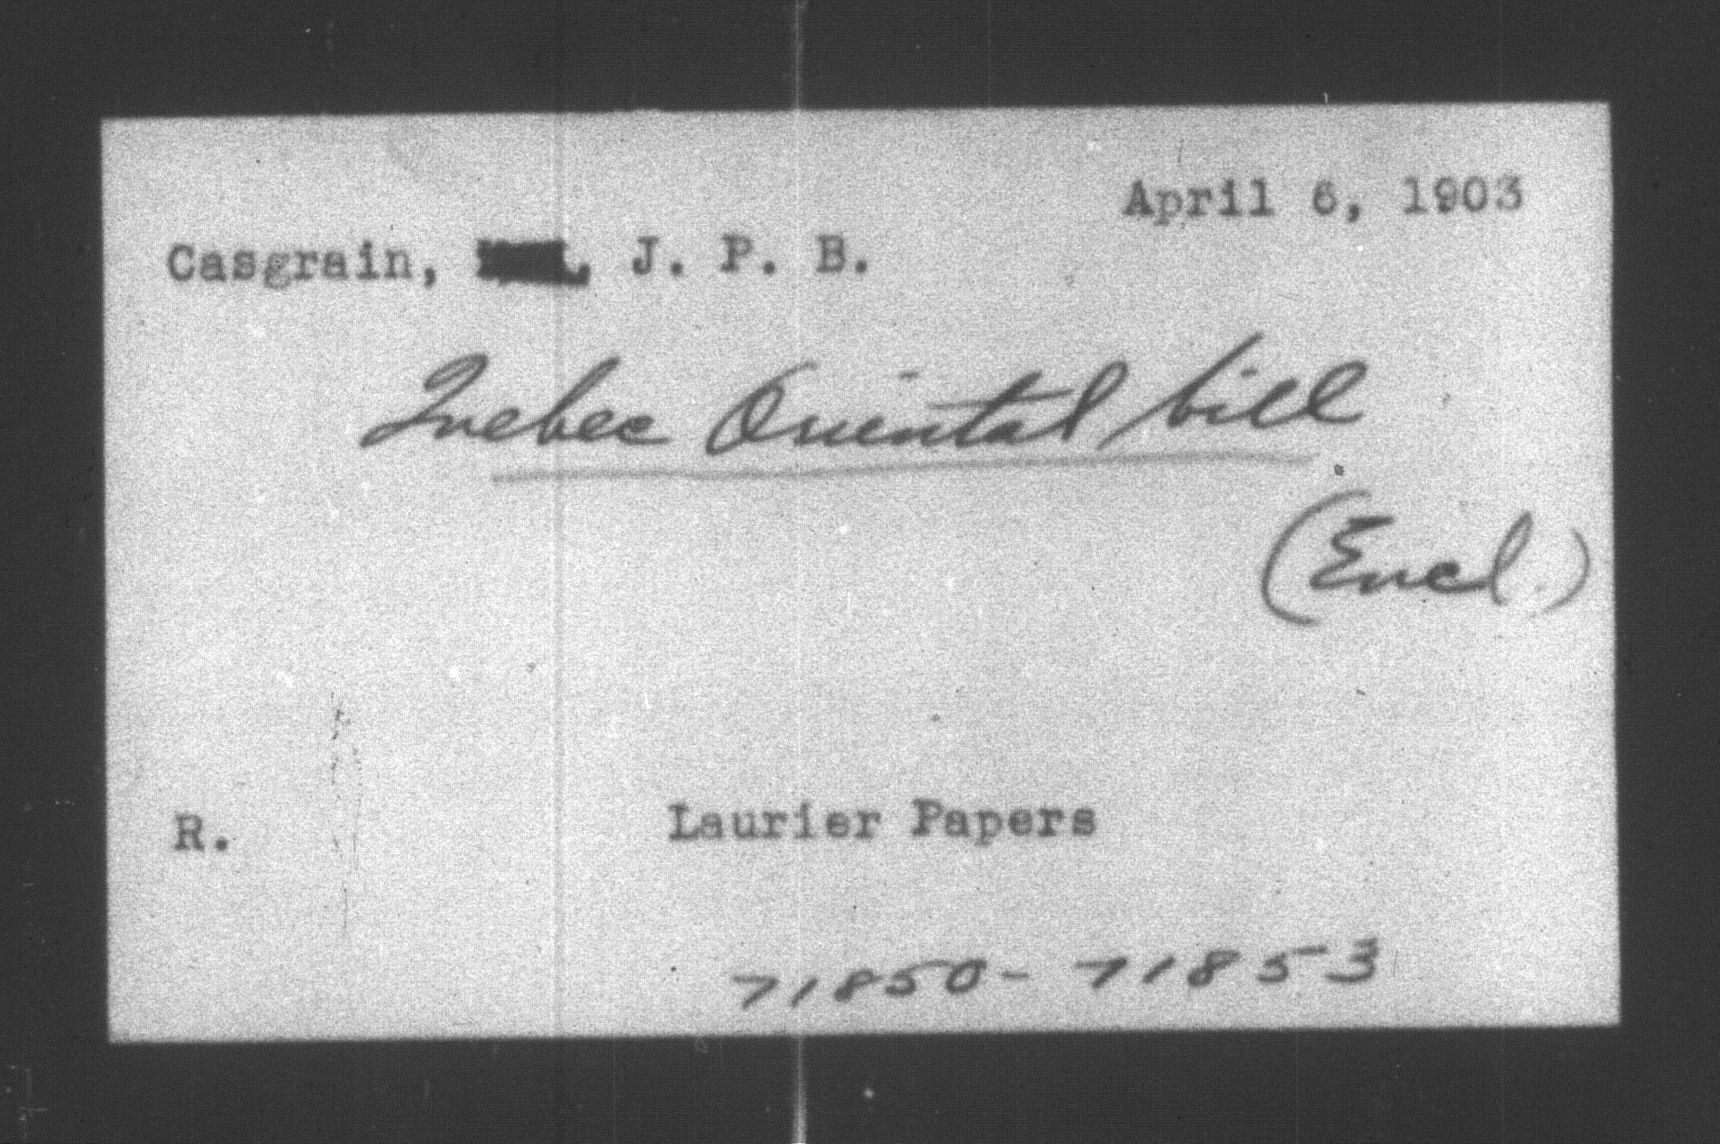 April 6, 1903
Casgrain, J. P. B.
Quebec Oriental bill
(Encl.)
R. Laurier Papers
71850-71853